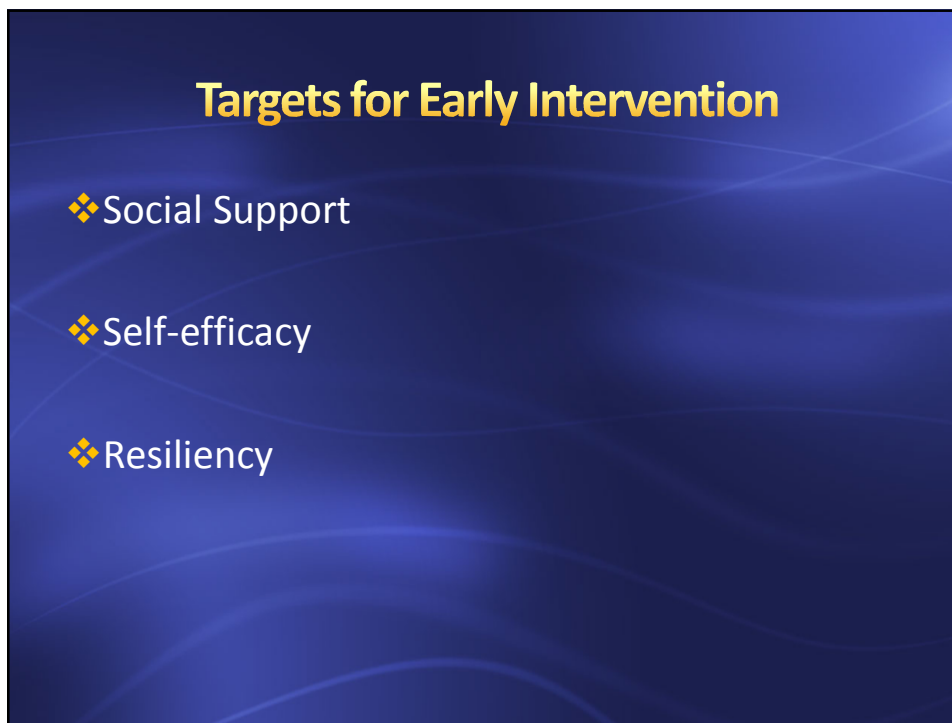 Targets for Early Intervention
❖Social Support
❖Self-efficacy
❖Resiliency